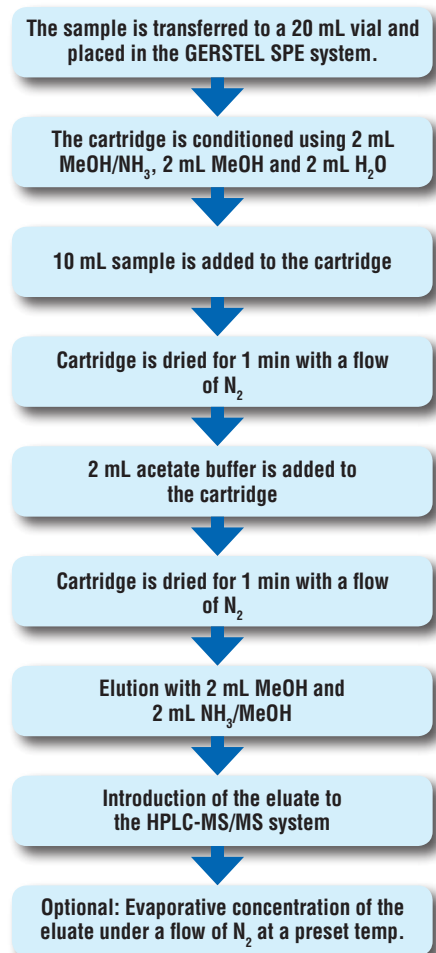 The sample is transferred to a 20 mL vial and
placed in the GERSTEL SPE system.
The cartridge is conditioned using 2 mL
MeOH/NH₃, 2 mL MeOH and 2 mL H₂O
10 mL sample is added to the cartridge
Cartridge is dried for 1 min with a flow
of N₂
2 mL acetate buffer is added to
the cartridge
Cartridge is dried for 1 min with a flow
of N₂
Elution with 2 mL MeOH and
2 mL NH₃/MeOH
Introduction of the eluate to
the HPLC-MS/MS system
Optional: Evaporative concentration of the
eluate under a flow of N₂ at a preset temp.